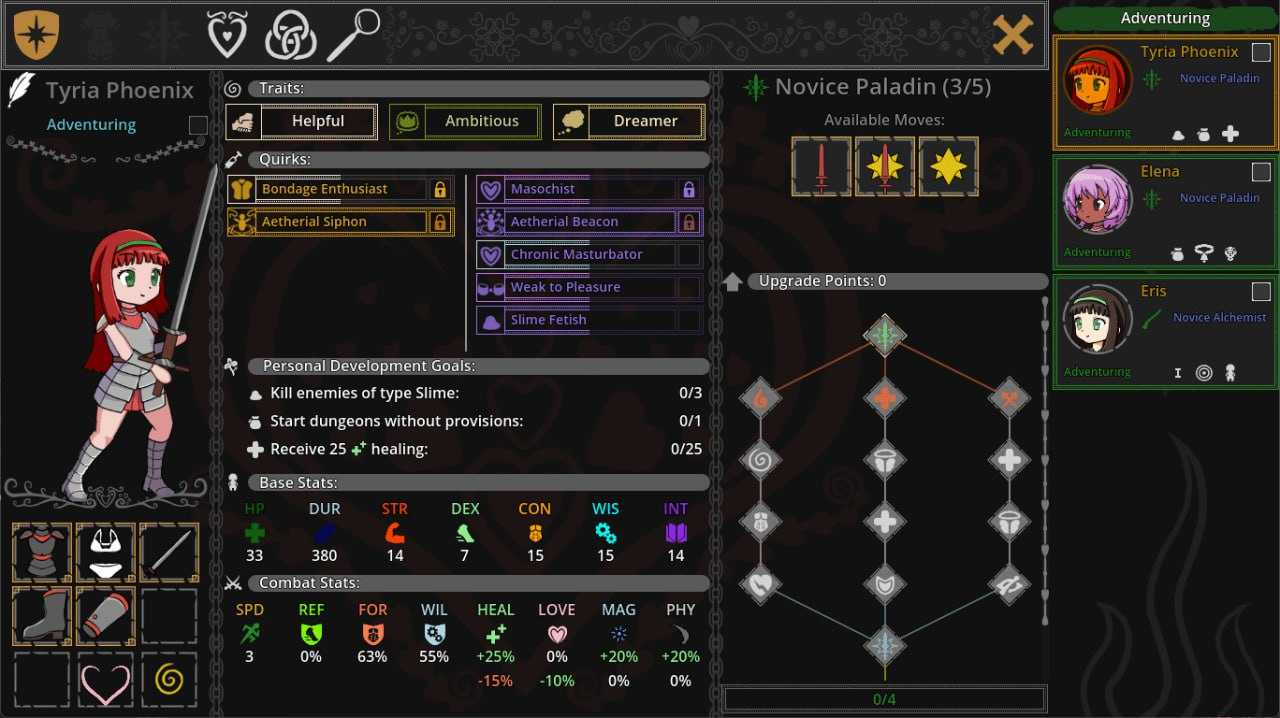 Tyria Phoenix
Adventuring
Traits:
Helpful
Ambitious
Dreamer
Quirks:
Bondage Enthusiast
Masochist
Aetherial Siphon
Aetherial Beacon
Chronic Masturbator
Weak to Pleasure
Slime Fetish
Personal Development Goals:
Kill enemies of type Slime: 0/3
Start dungeons without provisions: 0/1
Receive 25 healing: 0/25
Base Stats:
HP DUR STR DEX CON WIS INT
33 380 14 7 15 15 14
Combat Stats:
SPD REF FOR WIL HEAL LOVE MAG PHY
3 0% 63% 55% +25% 0% +20% +20%
-15% -10% 0% 0%
Novice Paladin (3/5)
Available Moves:
Upgrade Points: 0
0/4
Adventuring
Tyria Phoenix
Novice Paladin
Adventuring
Elena
Novice Paladin
Adventuring
Eris
Novice Alchemist
Adventuring
I